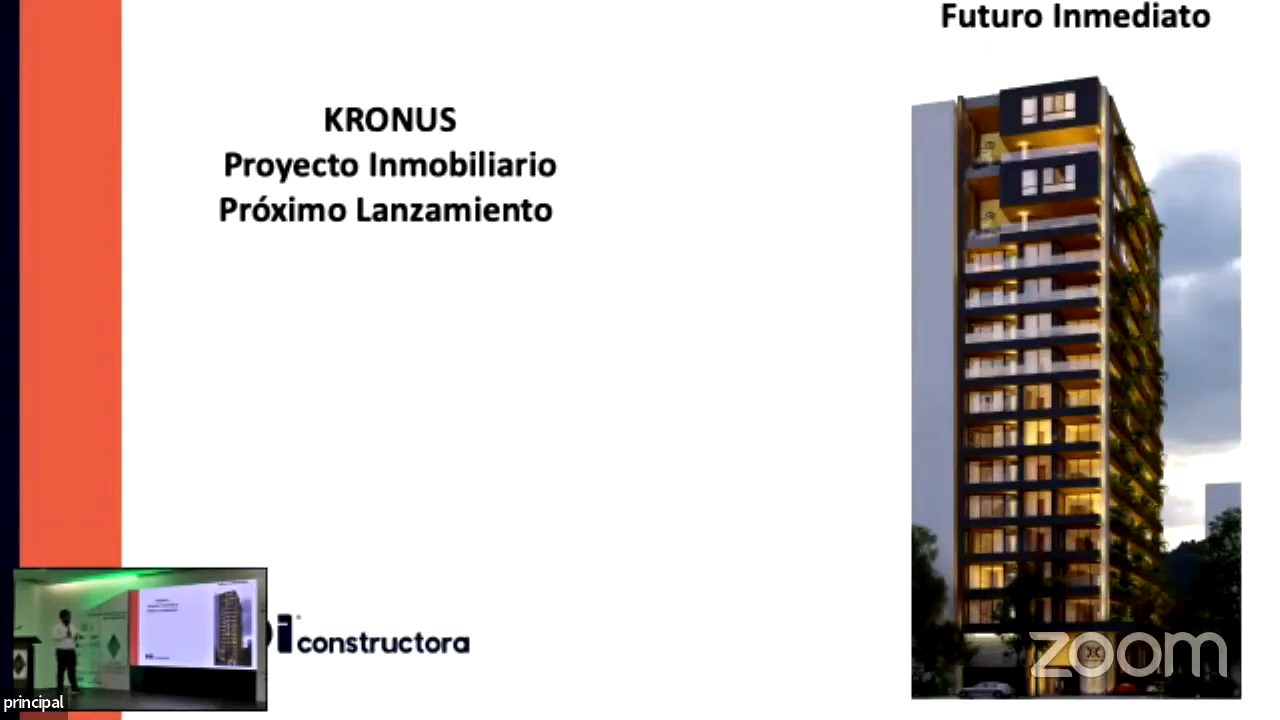 Futuro Inmediato
KRONUS
Proyecto Inmobiliario
Próximo Lanzamiento
constructora
zoom
principal